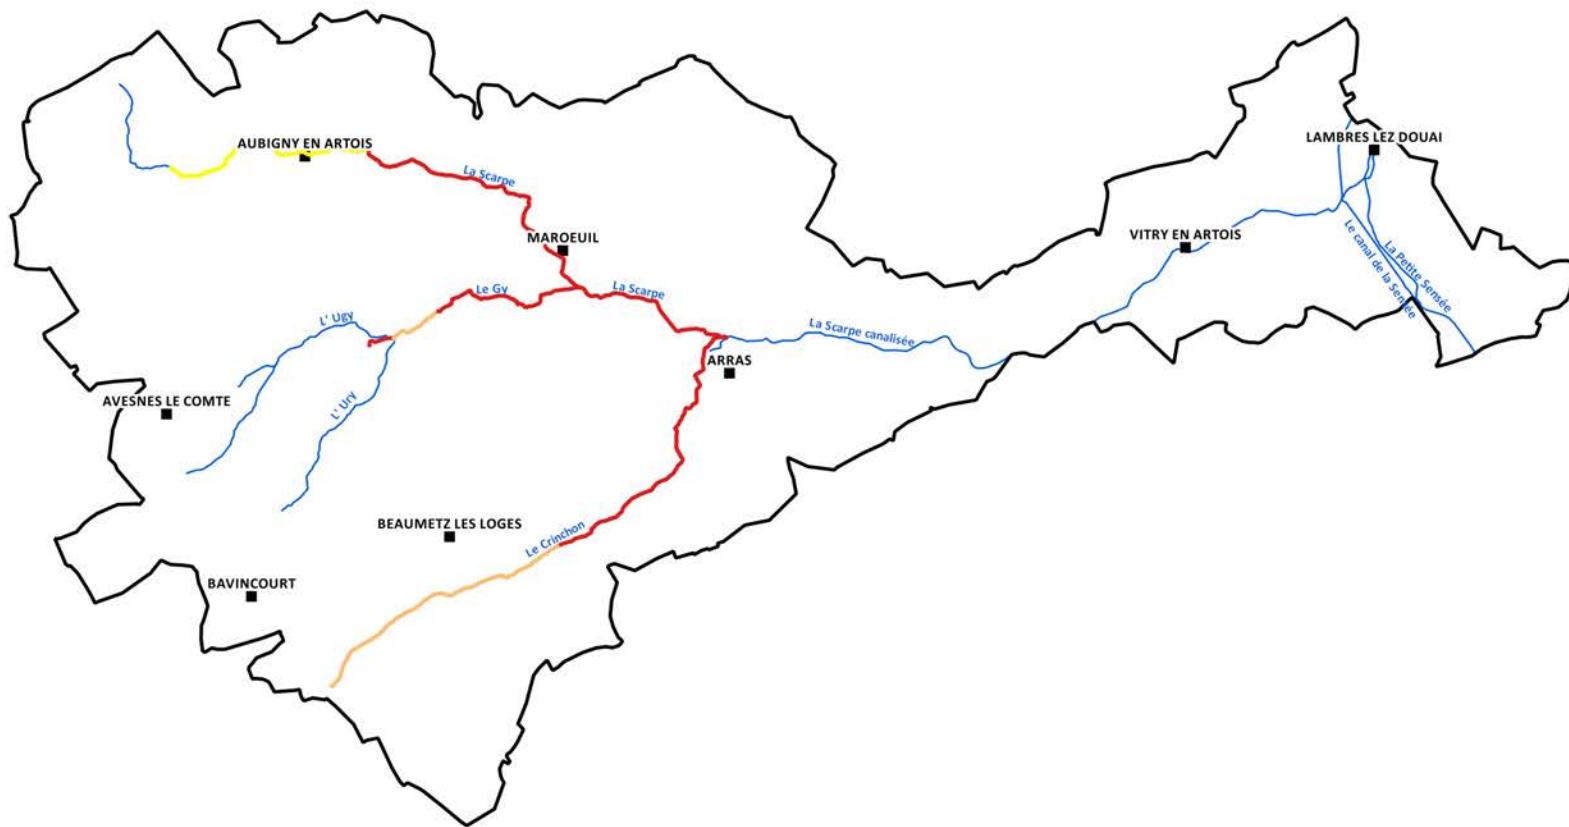 LAMBRES LEZ DOUAI
AUBIGNY EN ARTOIS
La Scarpe
VITRY EN ARTOIS
MAROEUIL
Le canal de la Sensée
La Petite Sensée
Le Gy
La Scarpe
L' Ugy
La Scarpe canalisée
ARRAS
AVESNES LE COMTE
L' Ury
BEAUMETZ LES LOGES
Le Crinchon
BAVINCOURT